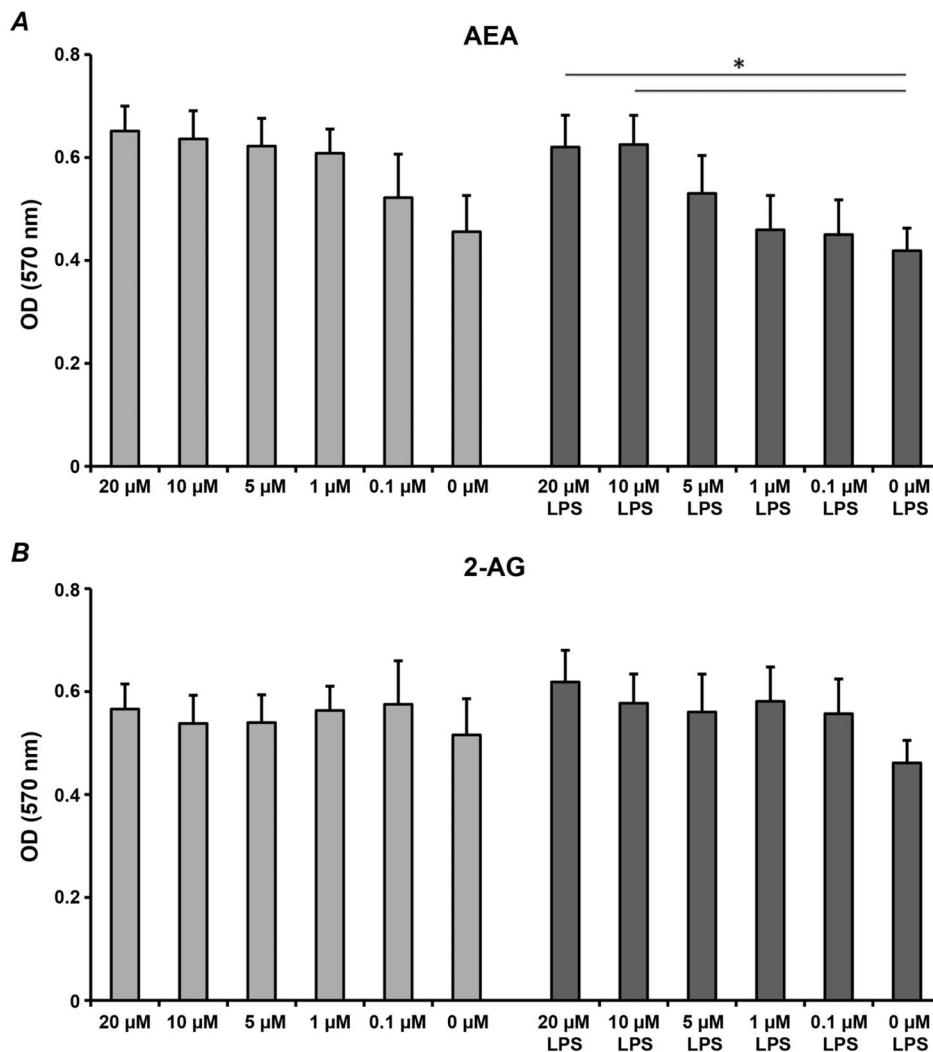 A
AEA
*
0.8
0.6
0.4
0.2
0
OD (570 nm)
20 µM 10 µM 5 µM 1 µM 0.1 µM 0 µM 20 µM 10 µM 5 µM 1 µM 0.1 µM 0 µM
LPS LPS LPS LPS LPS LPS
B
2-AG
0.8
0.6
0.4
0.2
0
OD (570 nm)
20 µM 10 µM 5 µM 1 µM 0.1 µM 0 µM 20 µM 10 µM 5 µM 1 µM 0.1 µM 0 µM
LPS LPS LPS LPS LPS LPS